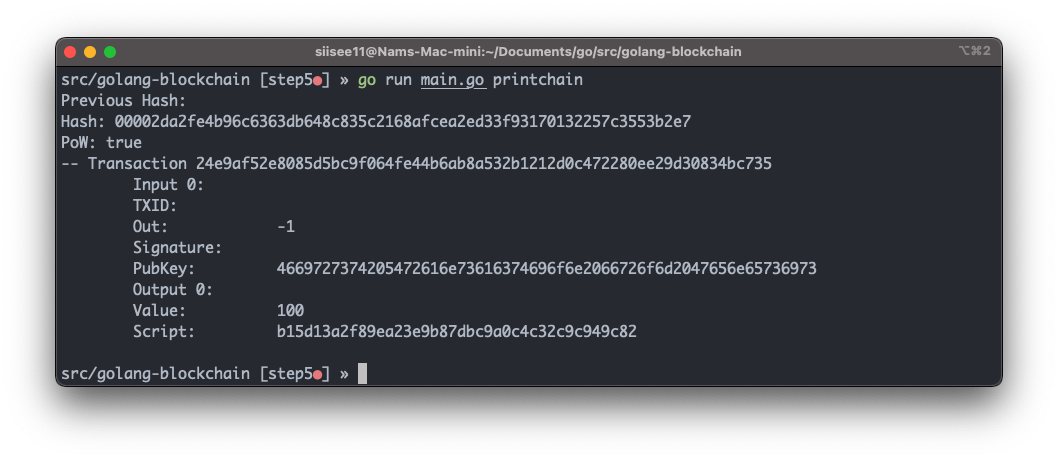 siisee11@Nams-Mac-mini:~/Documents/go/src/golang-blockchain
⌥⌘2
src/golang-blockchain [step5●] » go run main.go printchain
Previous Hash:
Hash: 00002da2fe4b96c6363db648c835c2168afcea2ed33f93170132257c3553b2e7
PoW: true
-- Transaction 24e9af52e8085d5bc9f064fe44b6ab8a532b1212d0c472280ee29d30834bc735
Input 0:
TXID:
Out: -1
Signature:
PubKey: 4669727374205472616e73616374696f6e2066726f6d2047656e65736973
Output 0:
Value: 100
Script: b15d13a2f89ea23e9b87dbc9a0c4c32c9c949c82
src/golang-blockchain [step5●] »